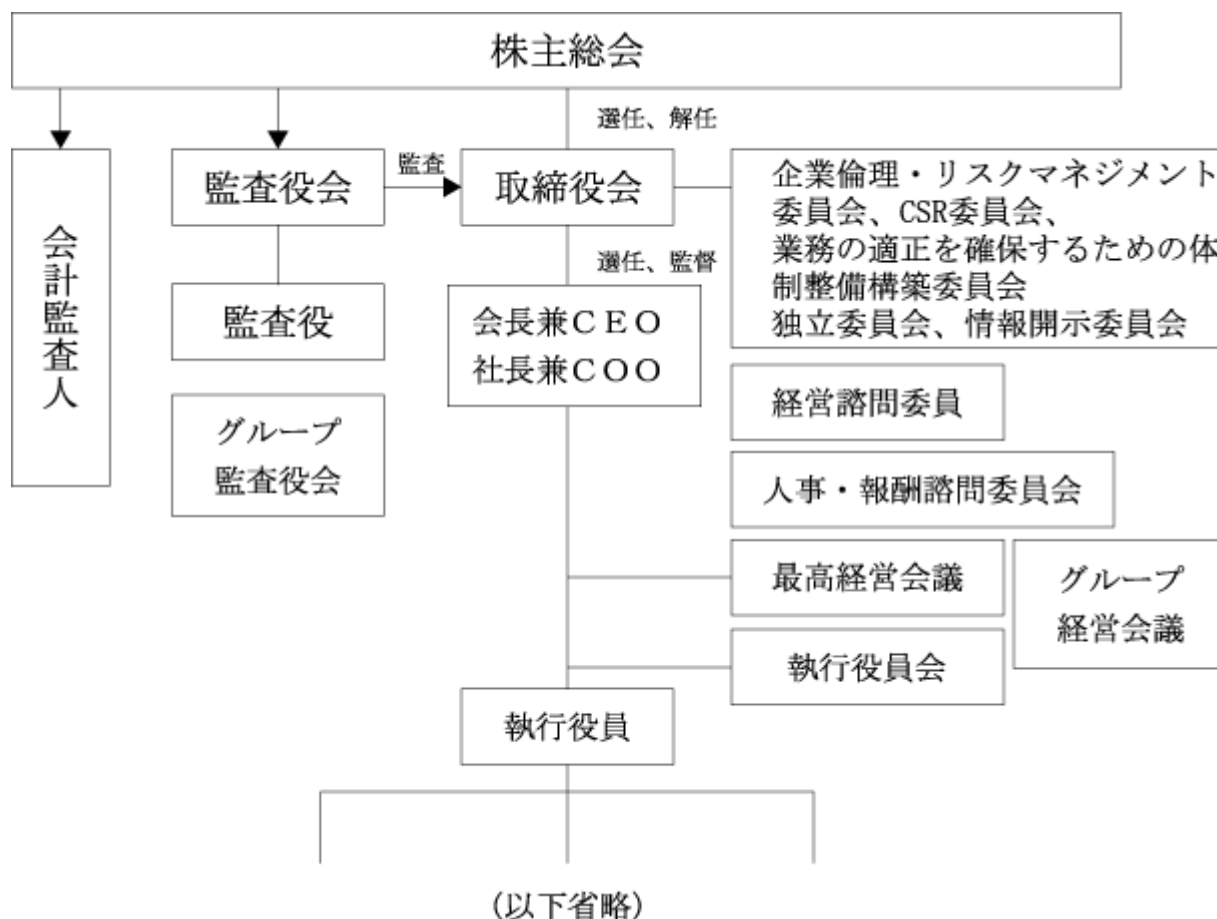 株主総会
選任、解任
会計監査人
監査役会
監査
取締役会
企業倫理・リスクマネジメント
委員会、CSR委員会、
業務の適正を確保するための体
制整備構築委員会
独立委員会、情報開示委員会
選任、監督
監査役
会長兼ＣＥＯ
社長兼ＣＯＯ
グループ
監査役会
経営諮問委員
人事・報酬諮問委員会
最高経営会議
グループ
経営会議
執行役員会
執行役員
(以下省略)